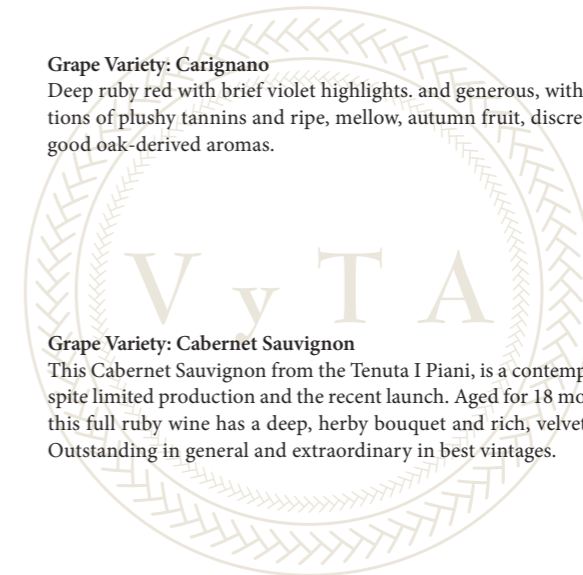 Grape Variety: Carignano
Deep ruby red with brief violet highlights. and generous, with
tions of plushy tannins and ripe, mellow, autumn fruit, discre
good oak-derived aromas.
V y T A
Grape Variety: Cabernet Sauvignon
This Cabernet Sauvignon from the Tenuta I Piani, is a contemp
spite limited production and the recent launch. Aged for 18 mo
this full ruby wine has a deep, herby bouquet and rich, velvet
Outstanding in general and extraordinary in best vintages.